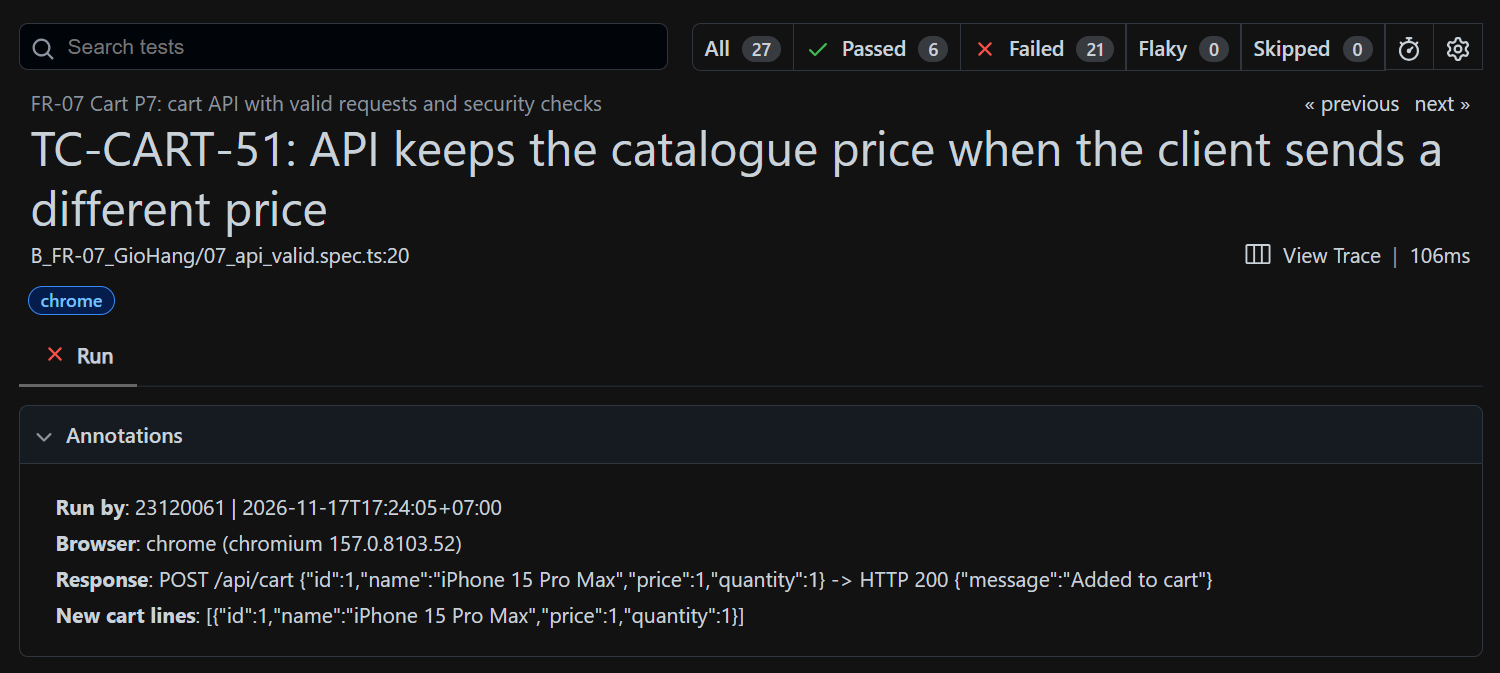 Search tests
All 27 Passed 6 Failed 21 Flaky 0 Skipped 0
FR-07 Cart P7: cart API with valid requests and security checks
« previous next »
TC-CART-51: API keeps the catalogue price when the client sends a
different price
B_FR-07_GioHang/07_api_valid.spec.ts:20
View Trace | 106ms
chrome
Run
Annotations
Run by: 23120061 | 2026-11-17T17:24:05+07:00
Browser: chrome (chromium 157.0.8103.52)
Response: POST /api/cart {"id":1,"name":"iPhone 15 Pro Max","price":1,"quantity":1} -> HTTP 200 {"message":"Added to cart"}
New cart lines: [{"id":1,"name":"iPhone 15 Pro Max","price":1,"quantity":1}]